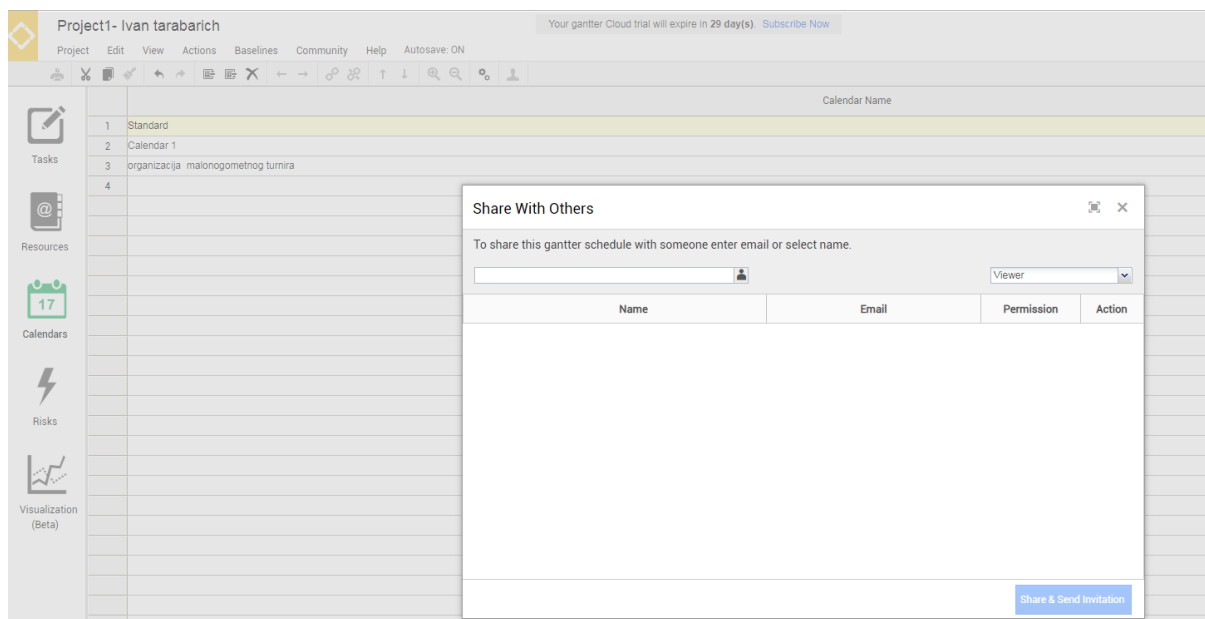 Project1- Ivan tarabarich
Your gantter Cloud trial will expire in 29 day(s). Subscribe Now
Project Edit View Actions Baselines Community Help Autosave: ON
Calendar Name
1 Standard
2 Calendar 1
3 organizacija malonogometnog turnira
4
Tasks
@
Resources
17
Calendars
Risks
Visualization
(Beta)
Share With Others
To share this gantter schedule with someone enter email or select name.
Viewer
Name Email Permission Action
Share & Send Invitation